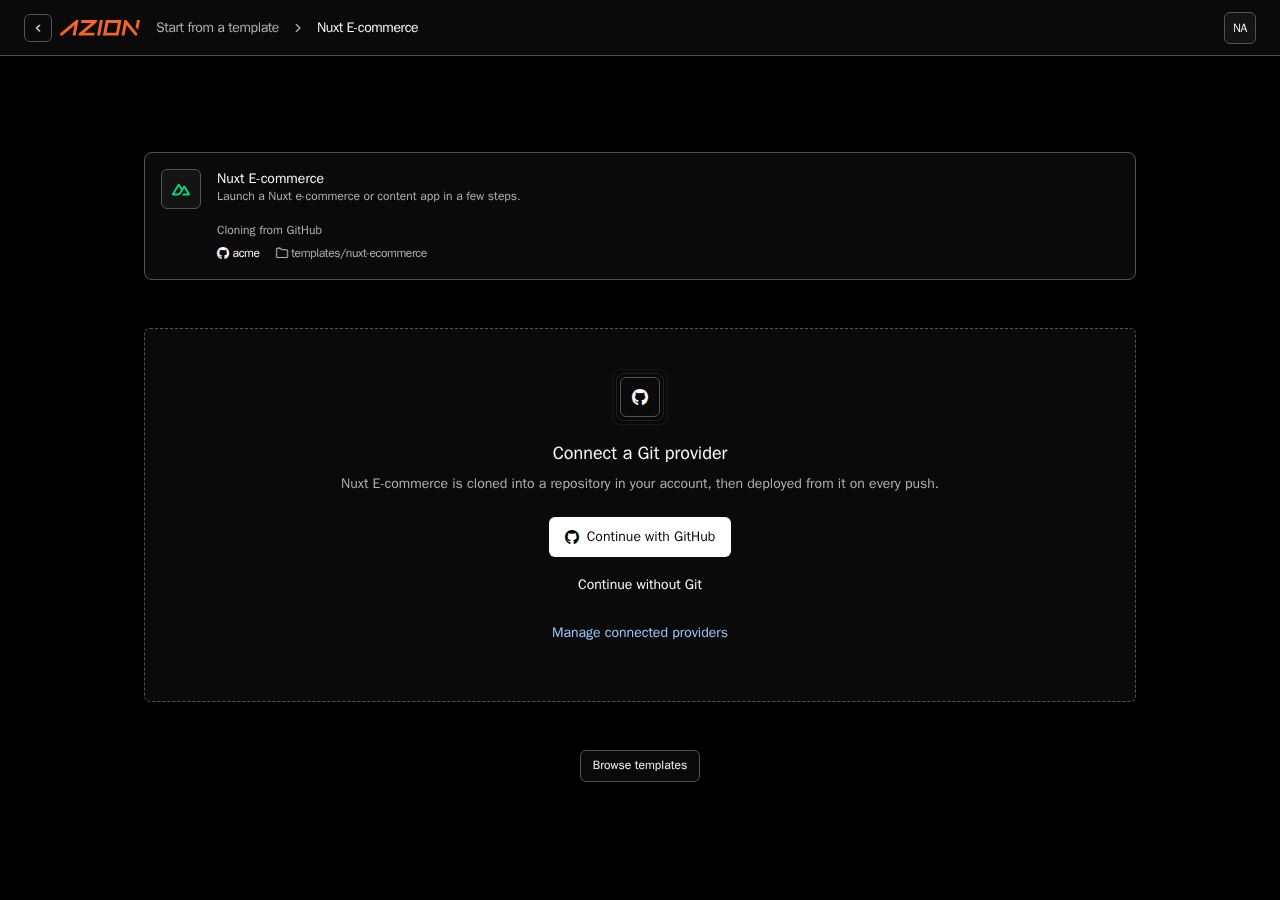 AZION Start from a template Nuxt E-commerce NA
Nuxt E-commerce
Launch a Nuxt e-commerce or content app in a few steps.
Cloning from GitHub
acme templates/nuxt-ecommerce
Connect a Git provider
Nuxt E-commerce is cloned into a repository in your account, then deployed from it on every push.
Continue with GitHub
Continue without Git
Manage connected providers
Browse templates